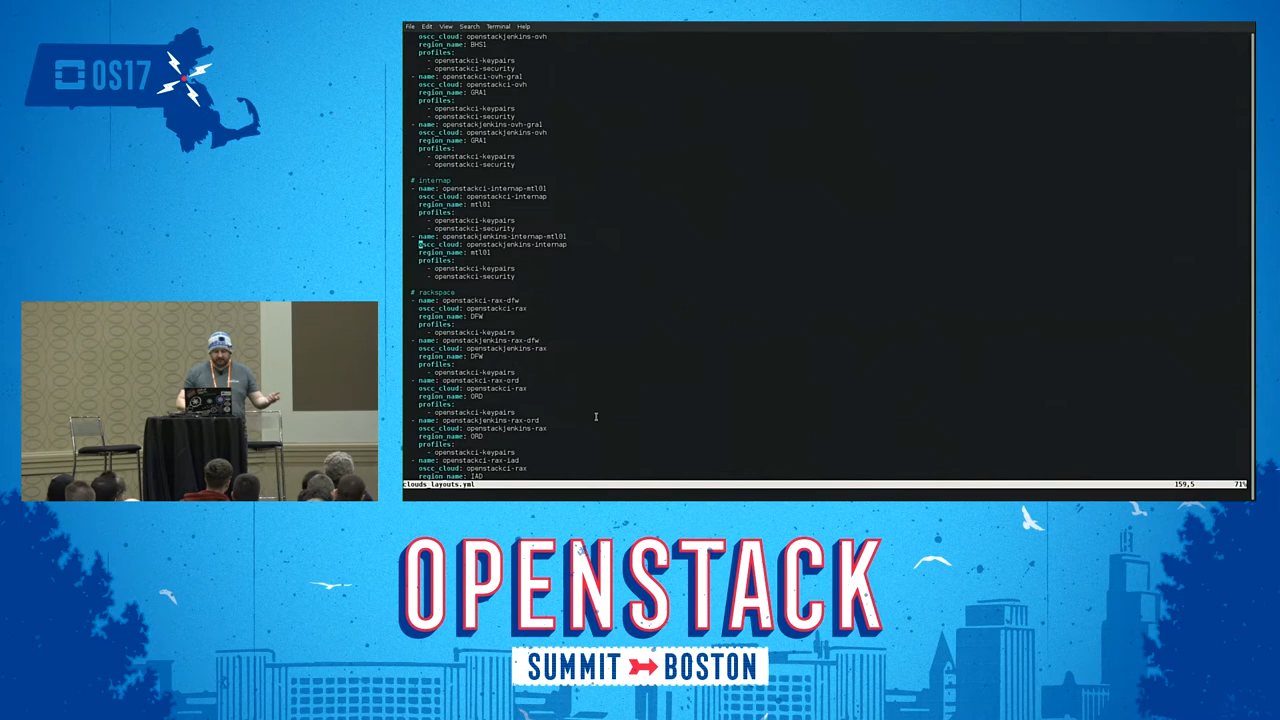 OS17
File Edit View Search Terminal Help
oscc_cloud: openstackjenkins-ovh
region_name: BHS1
profiles:
- openstackci-keypairs
- openstackci-security
- name: openstackci-ovh-gra1
oscc_cloud: openstackci-ovh
region_name: GRA1
profiles:
- openstackci-keypairs
- openstackci-security
- name: openstackjenkins-ovh-gra1
oscc_cloud: openstackjenkins-ovh
region_name: GRA1
profiles:
- openstackci-keypairs
- openstackci-security
# internap
- name: openstackci-internap-mtl01
oscc_cloud: openstackci-internap
region_name: mtl01
profiles:
- openstackci-keypairs
- openstackci-security
- name: openstackjenkins-internap-mtl01
oscc_cloud: openstackjenkins-internap
region_name: mtl01
profiles:
- openstackci-keypairs
- openstackci-security
# rackspace
- name: openstackci-rax-dfw
oscc_cloud: openstackci-rax
region_name: DFW
profiles:
- openstackci-keypairs
- name: openstackjenkins-rax-dfw
oscc_cloud: openstackjenkins-rax
region_name: DFW
profiles:
- openstackci-keypairs
- name: openstackci-rax-ord
oscc_cloud: openstackci-rax
region_name: ORD
profiles:
- openstackci-keypairs
- name: openstackjenkins-rax-ord
oscc_cloud: openstackjenkins-rax
region_name: ORD
profiles:
- openstackci-keypairs
- name: openstackci-rax-iad
oscc_cloud: openstackci-rax
region_name: IAD
clouds_layouts.yml 159,5 71%
OPENSTACK
SUMMIT BOSTON